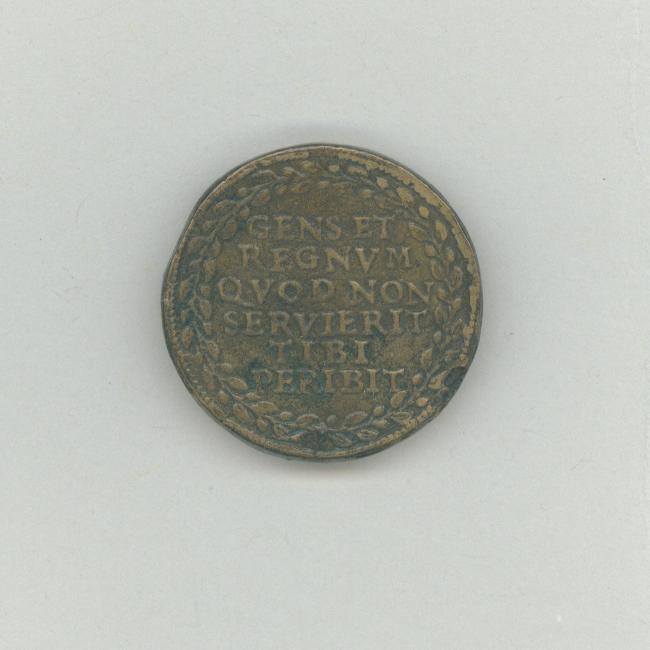 GENS ET
REGNVM
QVOD NON
SERVIERIT
TIBI
PERIBIT